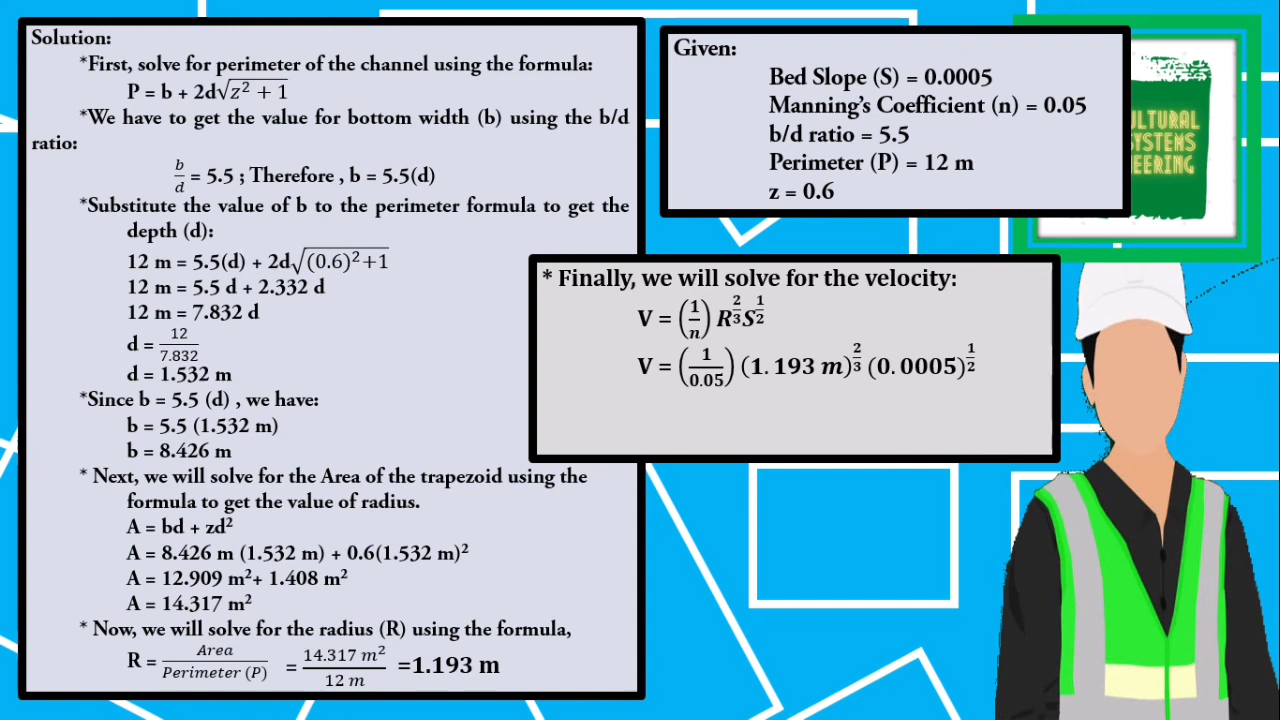 Solution:
*First, solve for perimeter of the channel using the formula:
P = b + 2d√(z² + 1)
*We have to get the value for bottom width (b) using the b/d
ratio:
b/d = 5.5 ; Therefore , b = 5.5(d)
*Substitute the value of b to the perimeter formula to get the
depth (d):
12 m = 5.5(d) + 2d√((0.6)²+1)
12 m = 5.5 d + 2.332 d
12 m = 7.832 d
d = 12/7.832
d = 1.532 m
*Since b = 5.5 (d) , we have:
b = 5.5 (1.532 m)
b = 8.426 m
* Next, we will solve for the Area of the trapezoid using the
formula to get the value of radius.
A = bd + zd²
A = 8.426 m (1.532 m) + 0.6(1.532 m)²
A = 12.909 m²+ 1.408 m²
A = 14.317 m²
* Now, we will solve for the radius (R) using the formula,
R = Area/Perimeter (P) = 14.317 m²/12 m =1.193 m
Given:
Bed Slope (S) = 0.0005
Manning's Coefficient (n) = 0.05
b/d ratio = 5.5
Perimeter (P) = 12 m
z = 0.6
* Finally, we will solve for the velocity:
V = (1/n) R^(2/3) S^(1/2)
V = (1/0.05) (1.193 m)^(2/3) (0.0005)^(1/2)